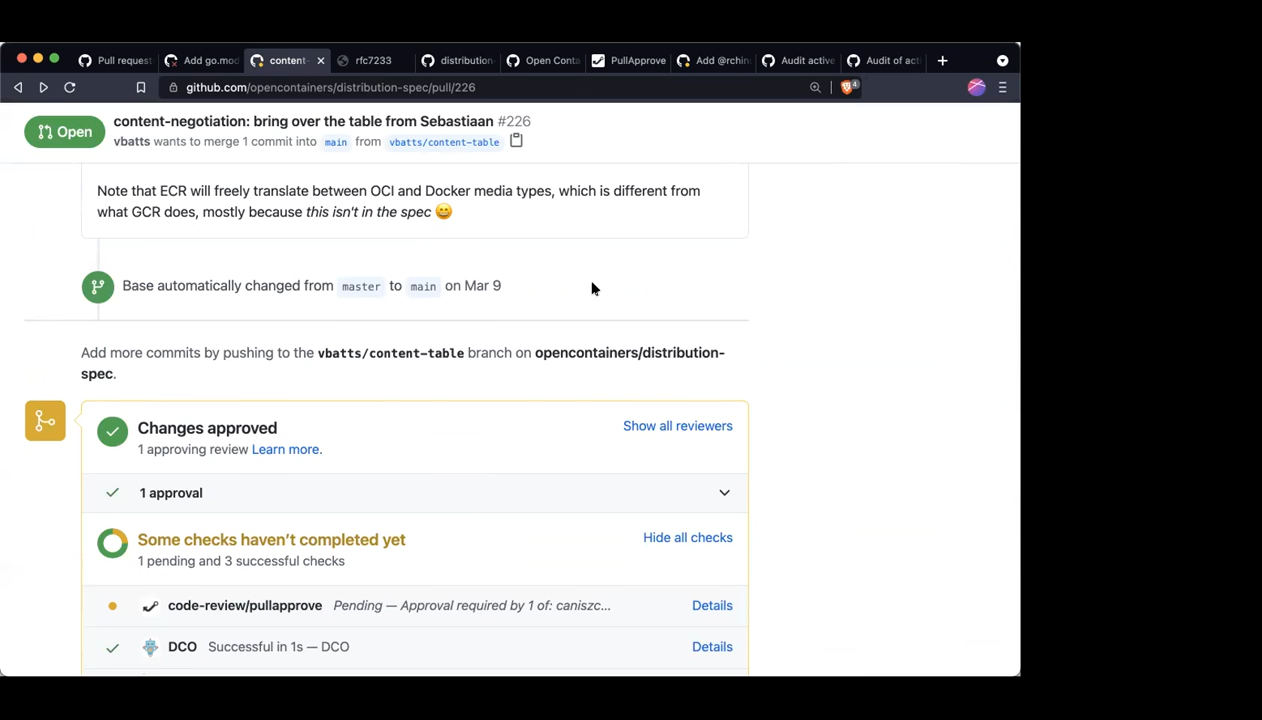 Pull request
Add go.mod
content-
rfc7233
distribution-
Open Conta
PullApprove
Add @rchin
Audit active
Audit of act
github.com/opencontainers/distribution-spec/pull/226
4
Open
content-negotiation: bring over the table from Sebastiaan #226
vbatts wants to merge 1 commit into main from vbatts/content-table
Note that ECR will freely translate between OCI and Docker media types, which is different from
what GCR does, mostly because this isn't in the spec 😄
Base automatically changed from master to main on Mar 9
Add more commits by pushing to the vbatts/content-table branch on opencontainers/distribution-
spec.
Changes approved
Show all reviewers
1 approving review Learn more.
1 approval
Some checks haven't completed yet
Hide all checks
1 pending and 3 successful checks
code-review/pullapprove Pending — Approval required by 1 of: caniszc... Details
DCO Successful in 1s — DCO Details